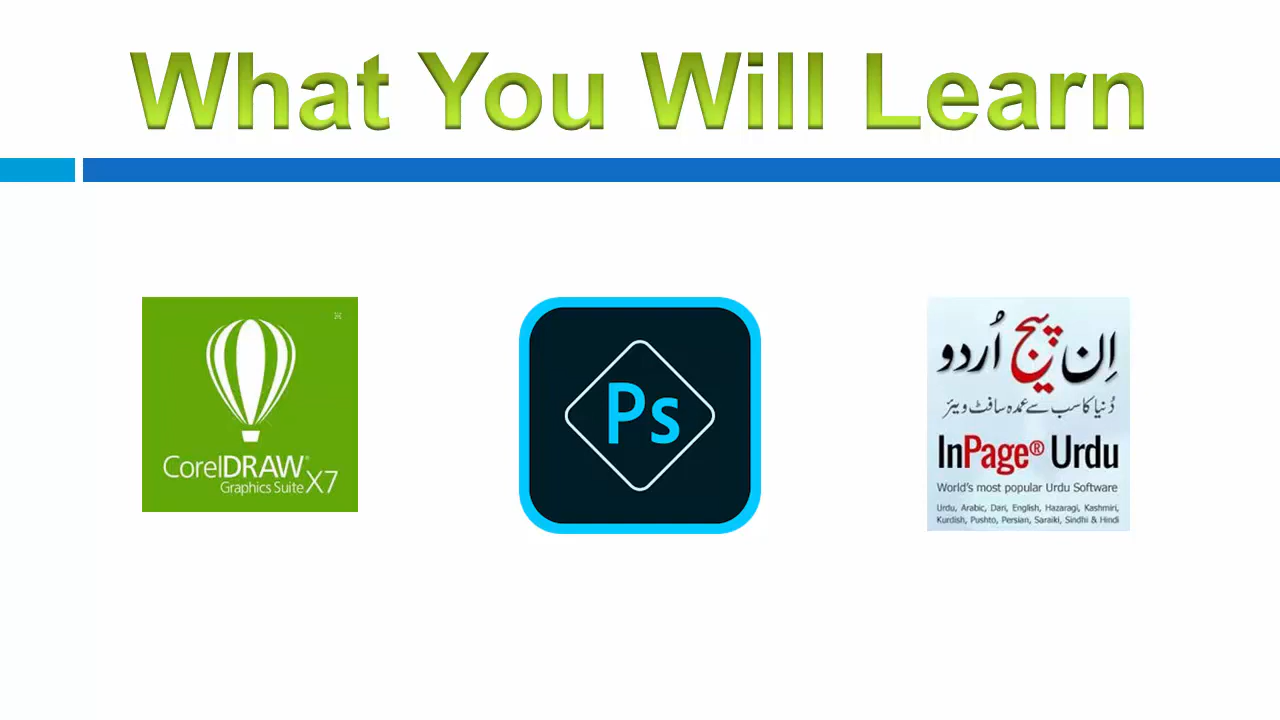 What You Will Learn
CorelDRAW®
Graphics Suite X7
Ps
اِن پیج اُردو
دُنیا کا سب سے عمدہ سافٹ ویئر
InPage® Urdu
World's most popular Urdu Software
Urdu, Arabic, Dari, English, Hazaragi, Kashmiri,
Kurdish, Pushto, Persian, Saraiki, Sindhi & Hindi